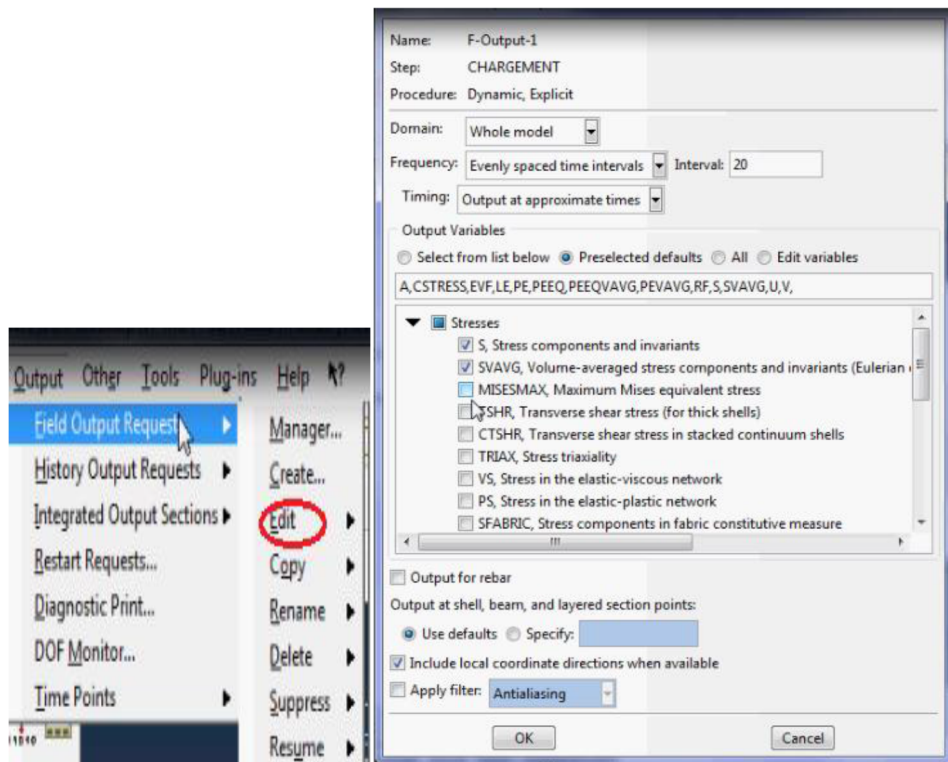 Output Other Tools Plug-ins Help
Field Output Request
History Output Requests
Integrated Output Sections
Restart Requests...
Diagnostic Print...
DOF Monitor...
Time Points
Manager...
Create...
Edit
Copy
Rename
Delete
Suppress
Resume
Name: F-Output-1
Step: CHARGEMENT
Procedure: Dynamic, Explicit
Domain: Whole model
Frequency: Evenly spaced time intervals Interval: 20
Timing: Output at approximate times
Output Variables
Select from list below Preselected defaults All Edit variables
A,CSTRESS,EVF,LE,PE,PEEQ,PEEQVAVG,PEVAVG,RF,S,SVAVG,U,V,
Stresses
S, Stress components and invariants
SVAVG, Volume-averaged stress components and invariants (Eulerian
MISESMAX, Maximum Mises equivalent stress
TSHR, Transverse shear stress (for thick shells)
CTSHR, Transverse shear stress in stacked continuum shells
TRIAX, Stress triaxiality
VS, Stress in the elastic-viscous network
PS, Stress in the elastic-plastic network
SFABRIC, Stress components in fabric constitutive measure
Output for rebar
Output at shell, beam, and layered section points:
Use defaults Specify:
Include local coordinate directions when available
Apply filter: Antialiasing
OK Cancel